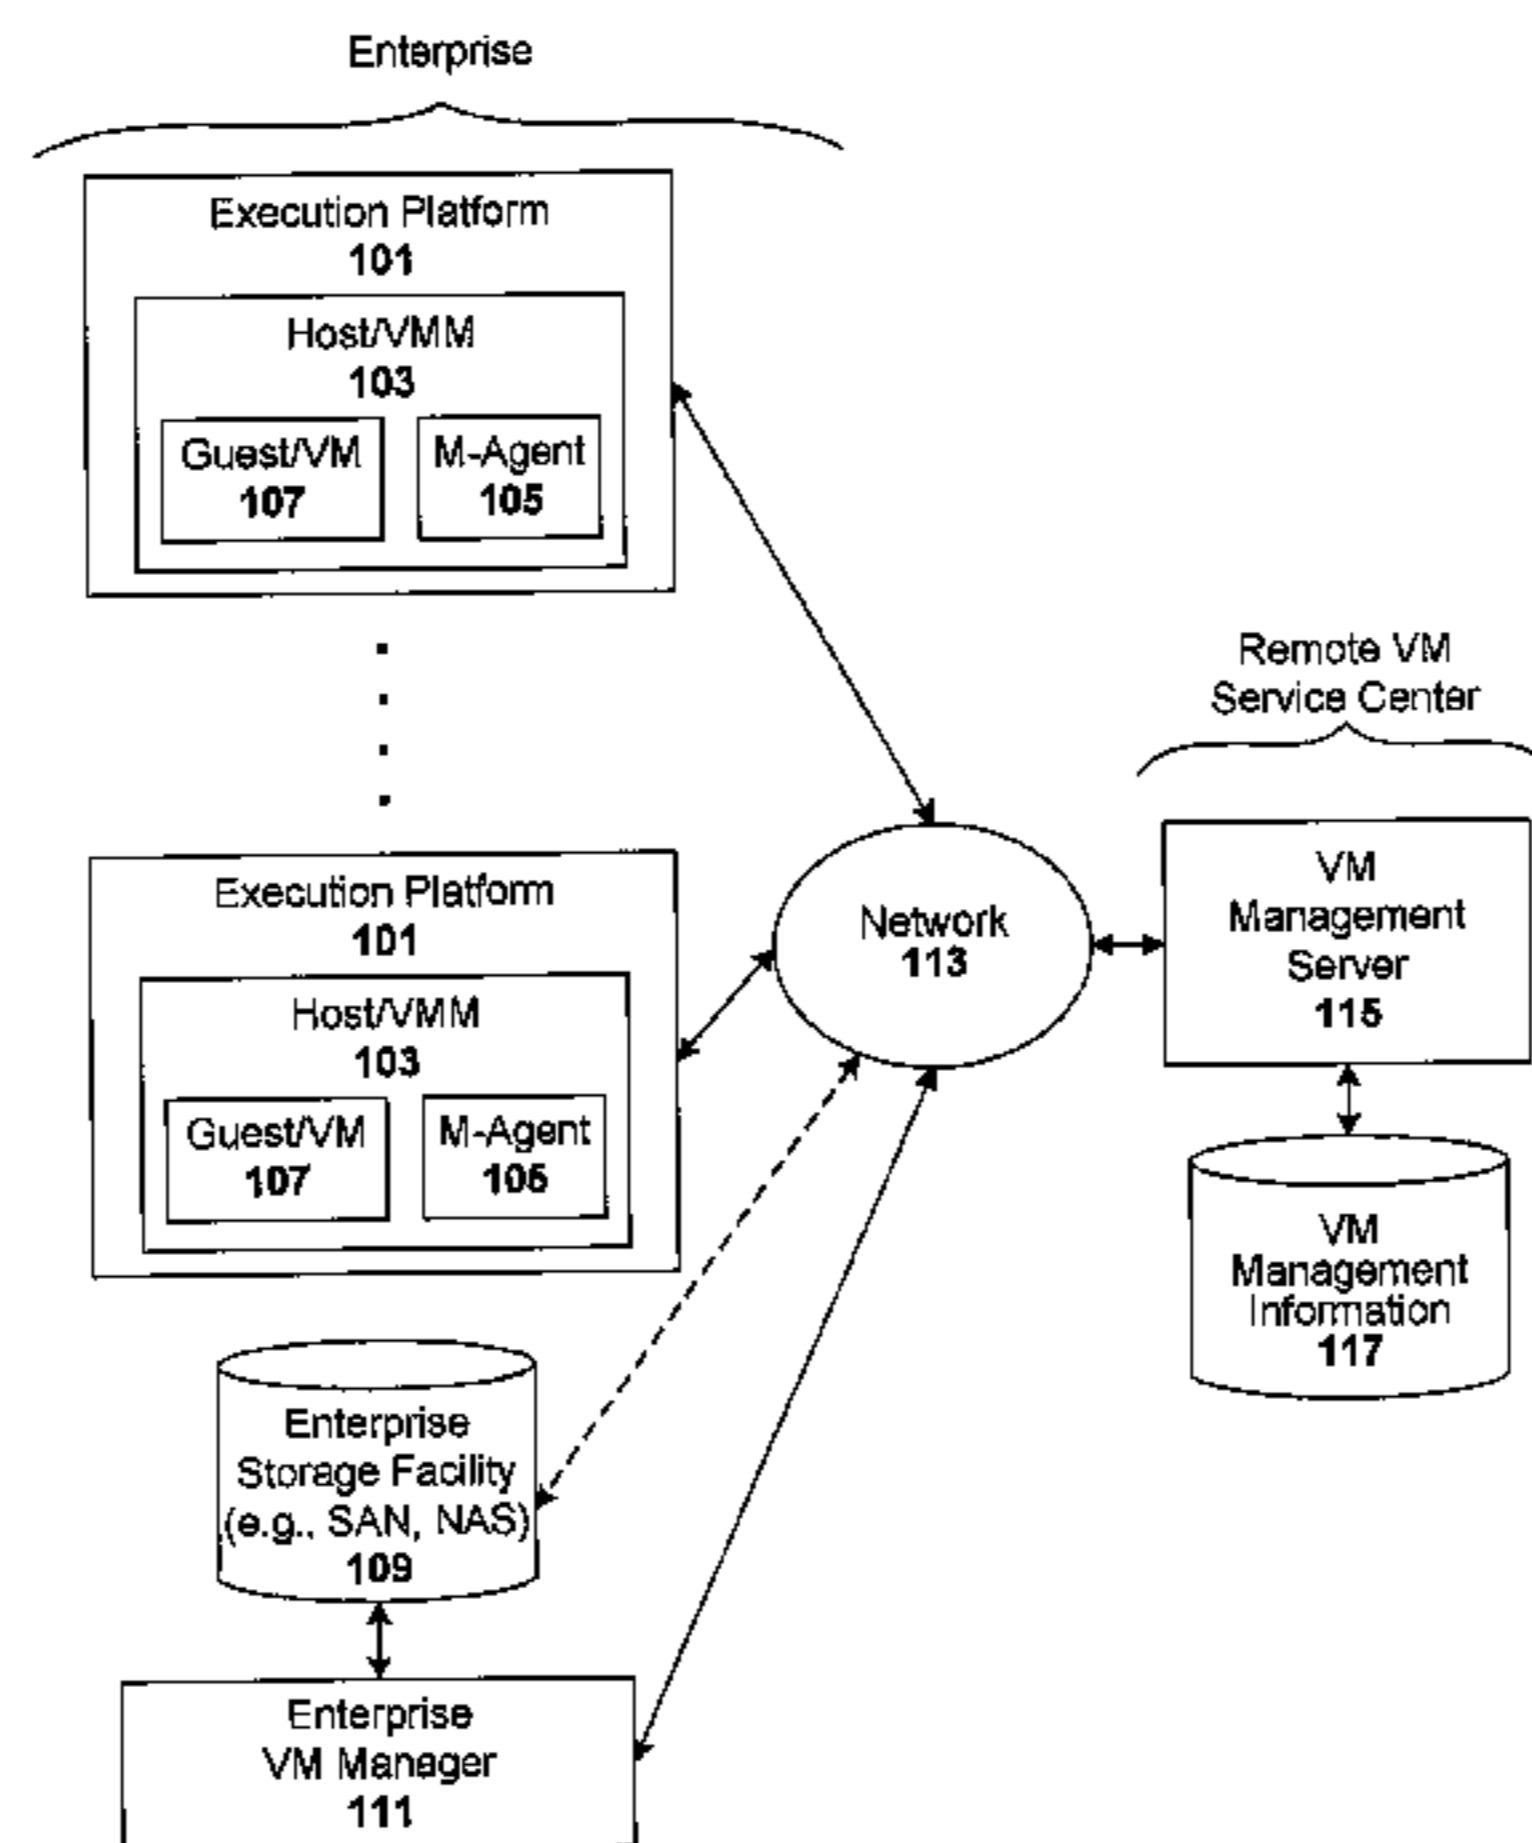 Enterprise
Execution Platform
101
Host/VMM
103
Guest/VM
107
M-Agent
105
Execution Platform
101
Host/VMM
103
Guest/VM
107
M-Agent
105
Enterprise
Storage Facility
(e.g., SAN, NAS)
109
Enterprise
VM Manager
111
Network
113
Remote VM
Service Center
VM
Management
Server
115
VM
Management
Information
117